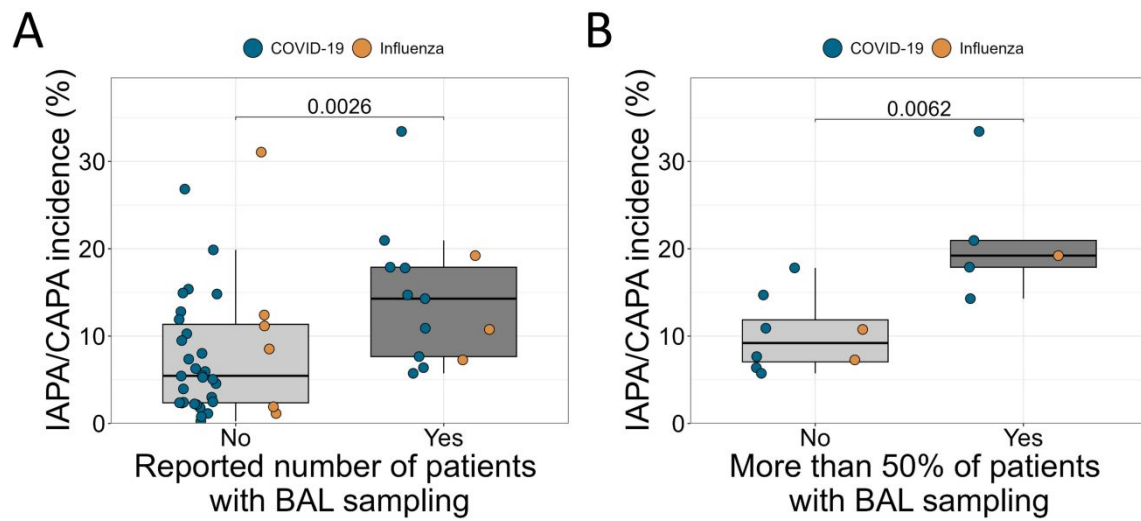 A
COVID-19 Influenza
IAPA/CAPA incidence (%)
30
20
10
0
0.0026
No Yes
Reported number of patients
with BAL sampling
B
COVID-19 Influenza
IAPA/CAPA incidence (%)
30
20
10
0
0.0062
No Yes
More than 50% of patients
with BAL sampling